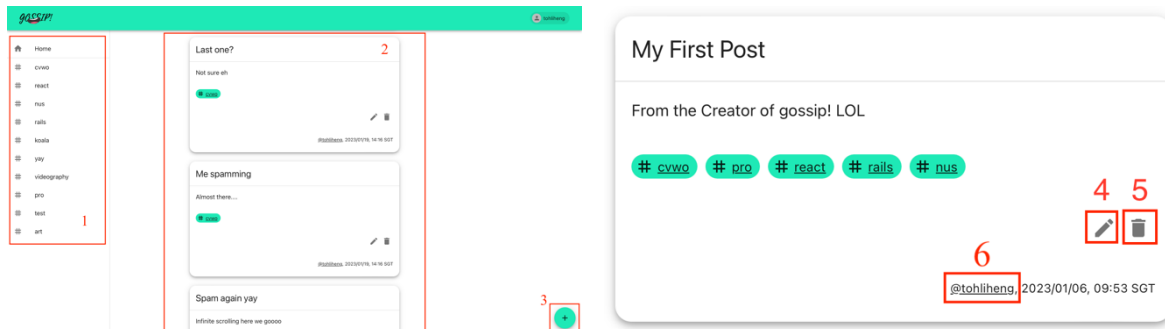 gossip!
tohliheng
Home
# cvwo
# react
# nus
# rails
# koala
# yay
# videography
# pro
# test
# art
1
2
Last one?
Not sure eh
# cvwo
@tohliheng, 2023/01/19, 14:16 SGT
Me spamming
Almost there....
# cvwo
@tohliheng, 2023/01/19, 14:16 SGT
Spam again yay
Infinite scrolling here we goooo
3
+
My First Post
From the Creator of gossip! LOL
# cvwo # pro # react # rails # nus
4 5
6
@tohliheng, 2023/01/06, 09:53 SGT